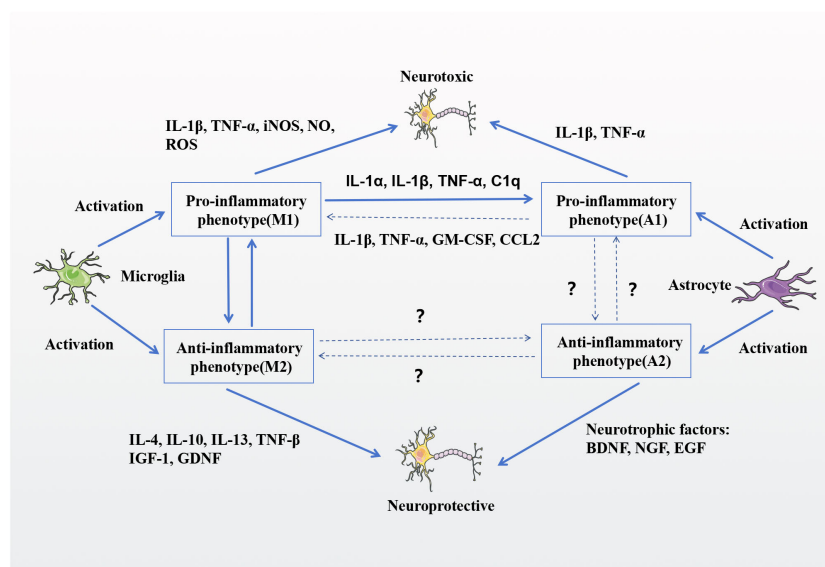 Neurotoxic
IL-1β, TNF-α, iNOS, NO,
ROS
IL-1β, TNF-α
IL-1α, IL-1β, TNF-α, C1q
Activation
Pro-inflammatory
phenotype(M1)
Pro-inflammatory
phenotype(A1)
Activation
IL-1β, TNF-α, GM-CSF, CCL2
Microglia
?
?
Astrocyte
?
Activation
Anti-inflammatory
phenotype(M2)
Anti-inflammatory
phenotype(A2)
Activation
?
IL-4, IL-10, IL-13, TNF-β
IGF-1, GDNF
Neurotrophic factors:
BDNF, NGF, EGF
Neuroprotective